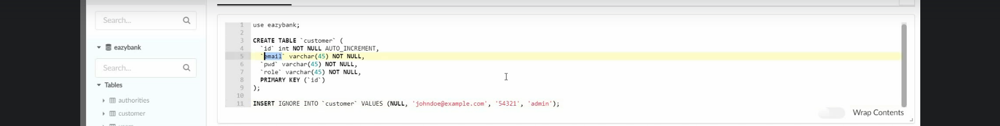 Search...
eazybank
Search...
Tables
authorities
customer
1 use eazybank;
2
3 CREATE TABLE `customer` (
4 `id` int NOT NULL AUTO_INCREMENT,
5 `email` varchar(45) NOT NULL,
6 `pwd` varchar(45) NOT NULL,
7 `role` varchar(45) NOT NULL,
8 PRIMARY KEY (`id`)
9 );
10
11 INSERT IGNORE INTO `customer` VALUES (NULL, 'johndoe@example.com', '54321', 'admin');
Wrap Contents